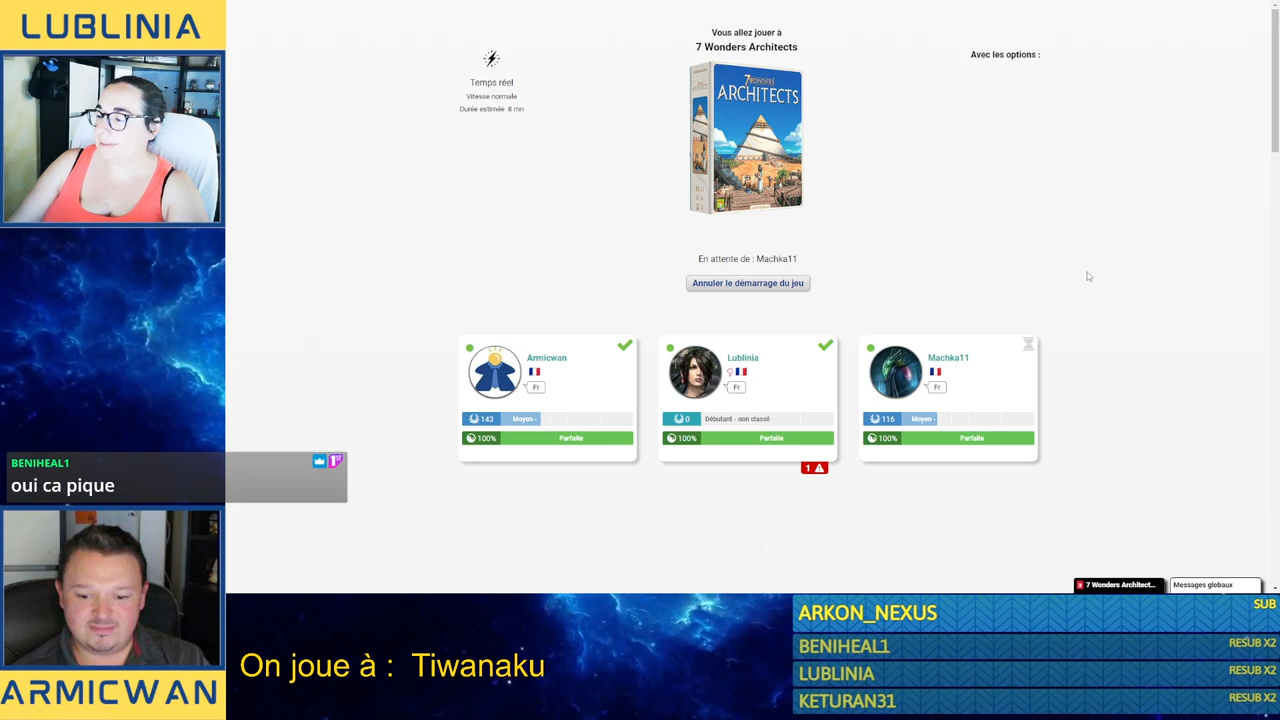 LUBLINIA
Vous allez jouer à
7 Wonders Architects
Temps réel
Vitesse normale
Durée estimée 8 mn
Avec les options :
7 WONDERS
ARCHITECTS
En attente de : Machka11
Annuler le démarrage du jeu
Armicwan
Fr
143
Moyen -
100%
Parfaite
Lublinia
Fr
0
Débutant - non classé
100%
Parfaite
1
Machka11
Fr
116
Moyen -
100%
Parfaite
BENIHEAL1
1ST
oui ca pique
7 Wonders Architect...
Messages globaux
ARMICWAN
On joue à : Tiwanaku
ARKON_NEXUS SUB
BENIHEAL1 RESUB X2
LUBLINIA RESUB X2
KETURAN31 RESUB X2